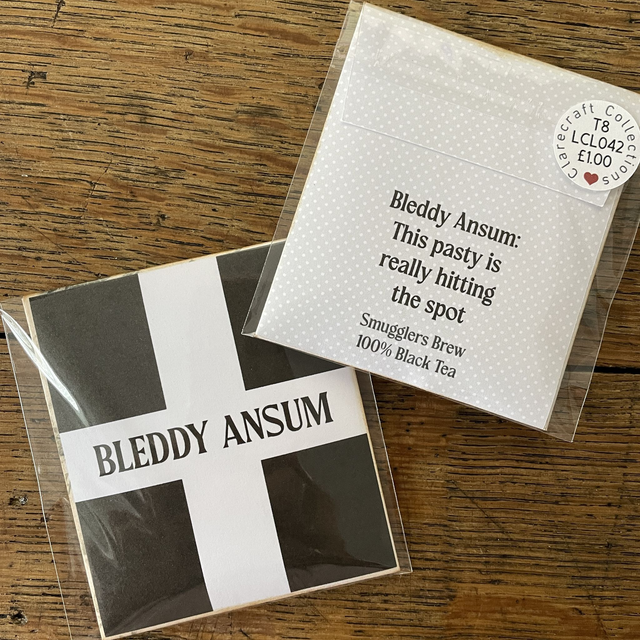 Clarecraft Collections
T8
LCL042
£1.00
Bleddy Ansum:
This pasty is
really hitting
the spot
Smugglers Brew
100% Black Tea
BLEDDY ANSUM